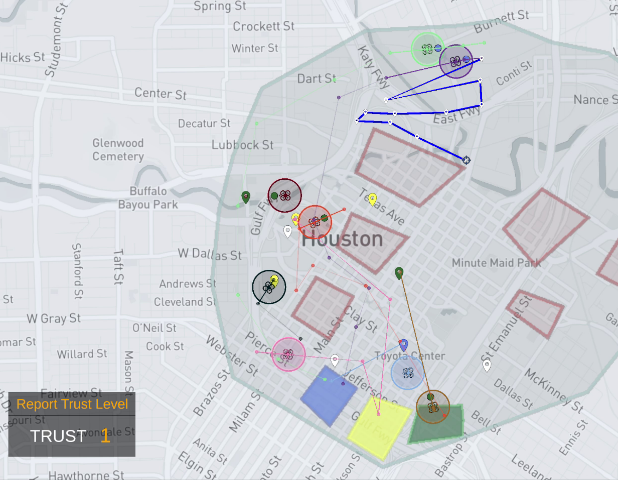 Spring St
Crockett St
Burnett St
Studemont St
Hicks St
Winter St
Katy Fwy
Dart St
Conti St
Center St
Nance S
East Fwy
Decatur St
Lubbock St
Glenwood
Cemetery
Buffalo
Bayou Park
Texas Ave
Gulf F
Houston
W Dallas St
Stanford St
Taft St
Minute Maid Park
Andrews St
Cleveland St
W Gray St
O'Neil St
Cook St
Main St
Clay St
St Emanuel St
omar St
Willard St
Webster St
Pierc
Toyota Center
Mason St
Jefferson S
McKinney St
Dallas St
Fairview St
Brazos St
Milam St
Report Trust Level
TRUST 1
Bell St
Ennis St
Anita St
Elgin St
Bastrop S
Leeland
Hawthorne St